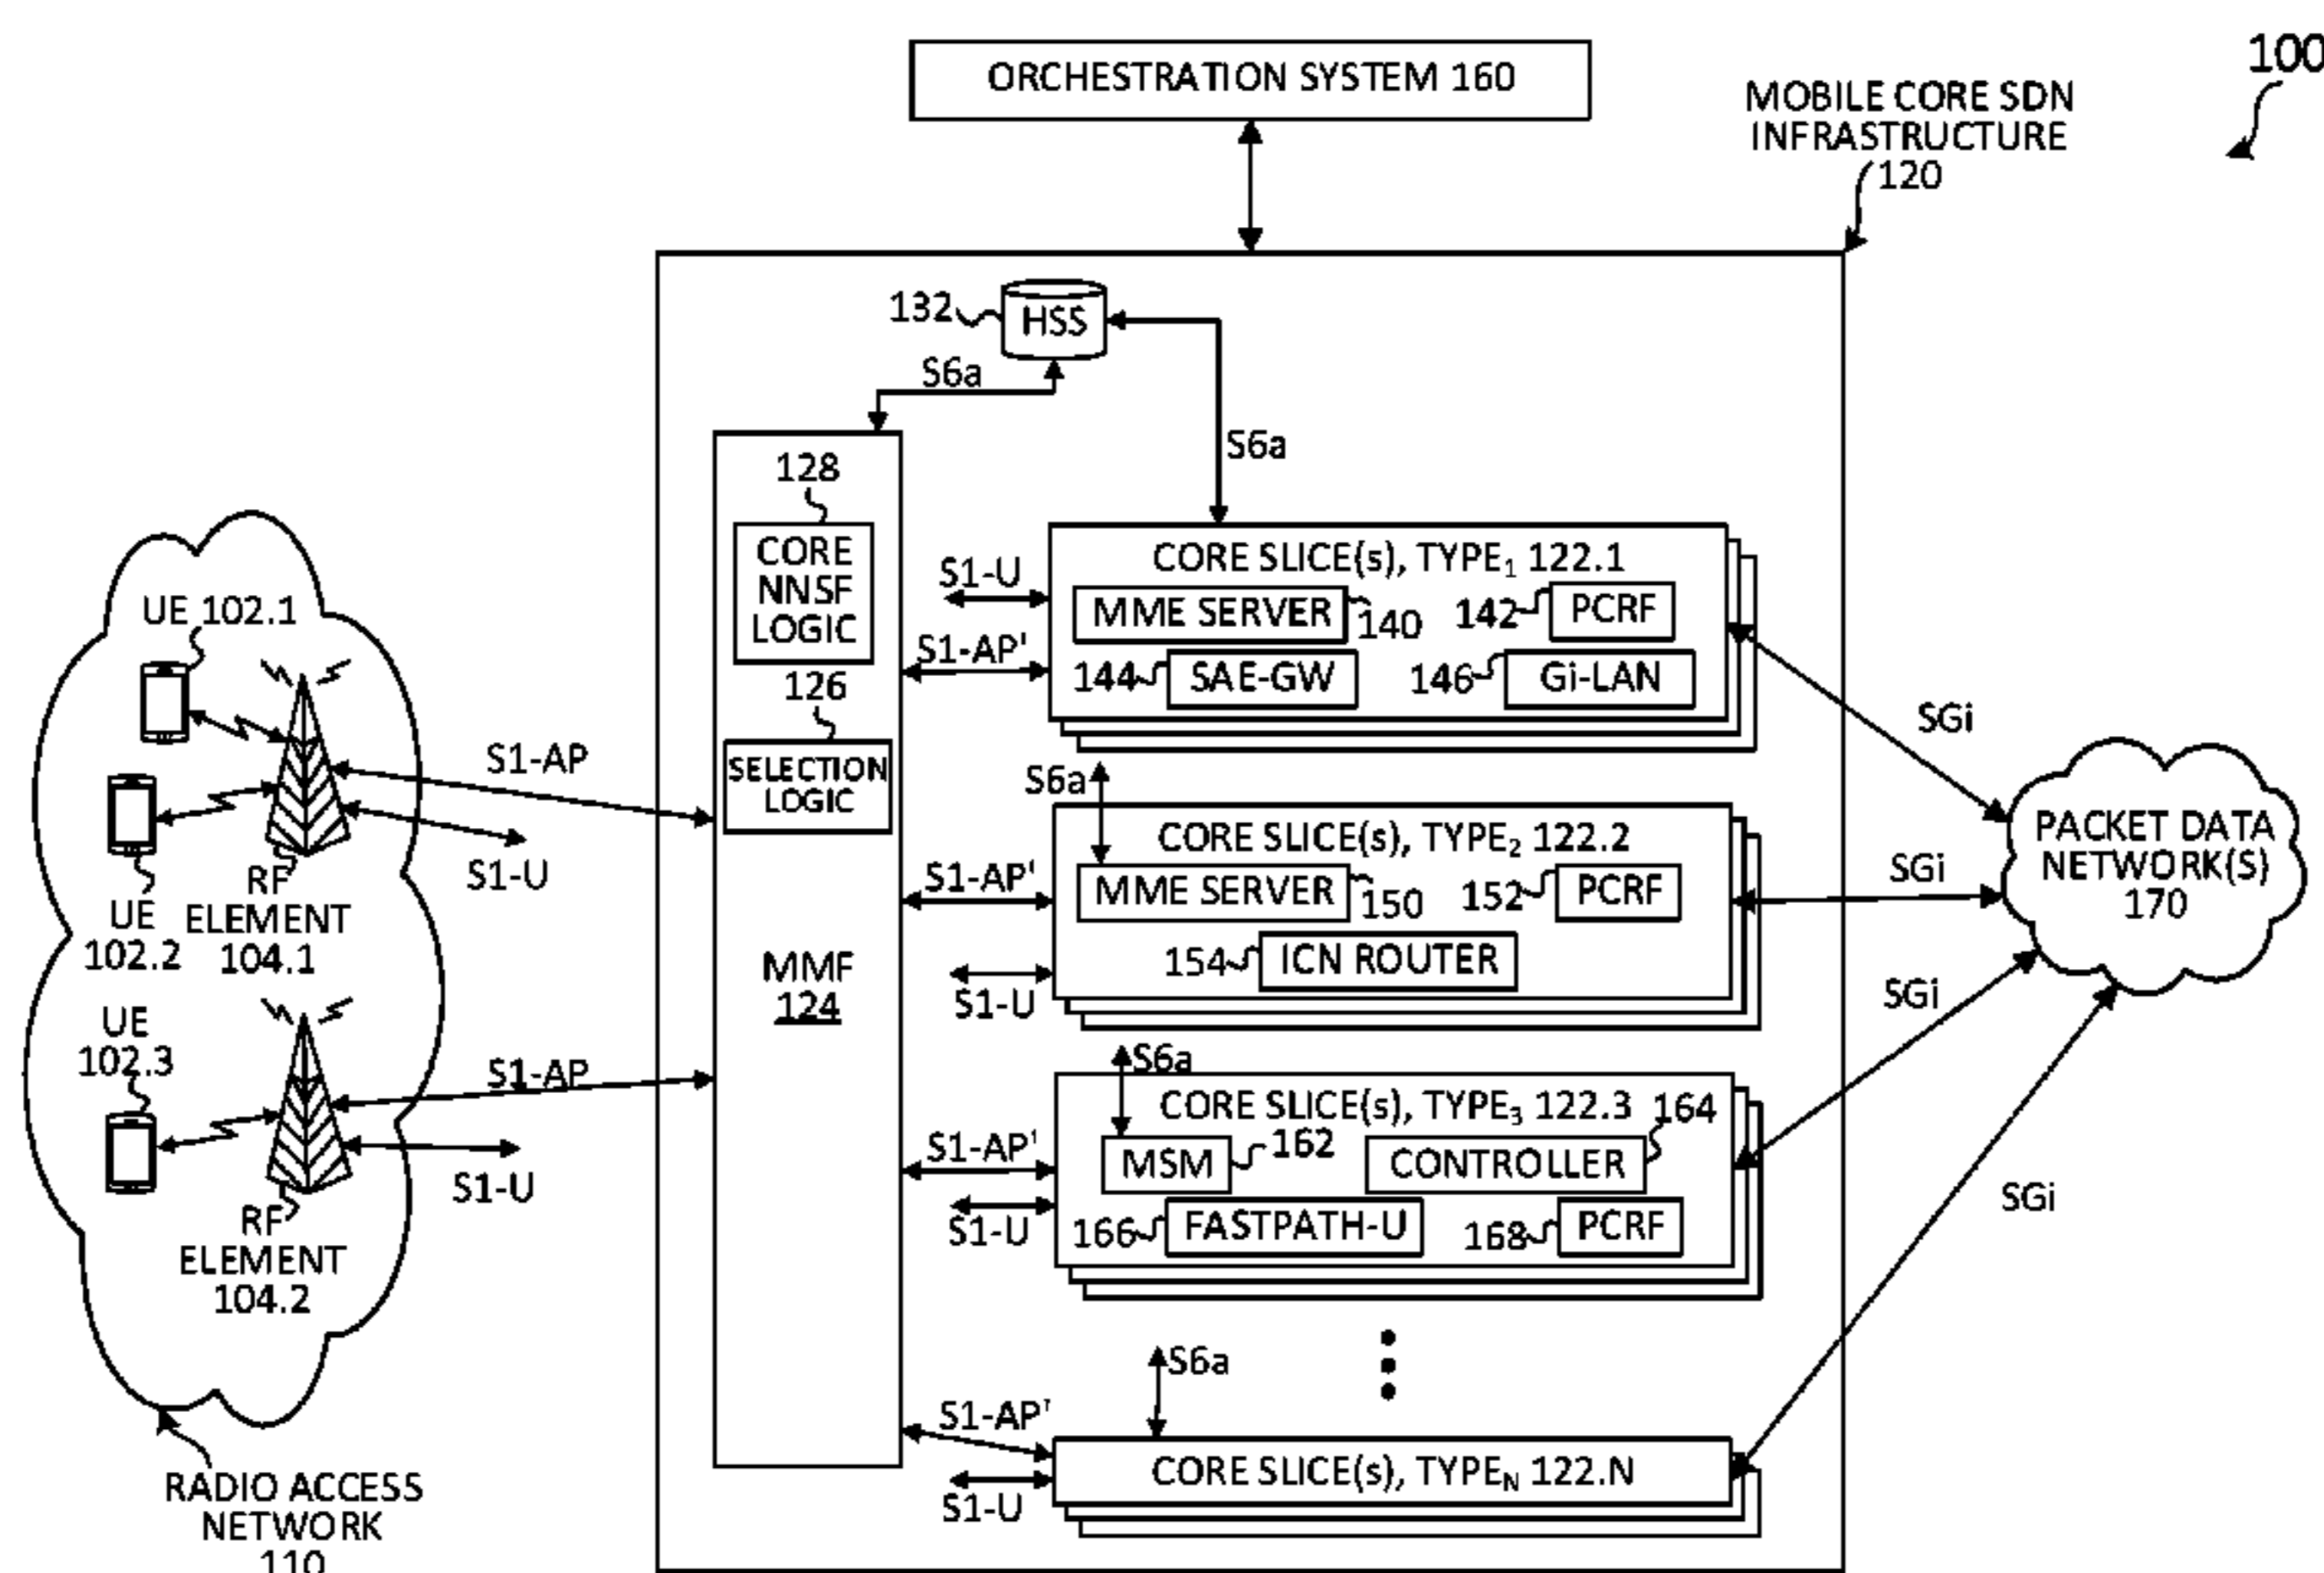 100
ORCHESTRATION SYSTEM 160
MOBILE CORE SDN
INFRASTRUCTURE
120
132
HSS
S6a
S6a
128
CORE
NNSF
LOGIC
126
SELECTION
LOGIC
MMF
124
UE 102.1
UE
102.2
RF
ELEMENT
104.1
S1-AP
S1-U
UE
102.3
RF
ELEMENT
104.2
S1-AP
S1-U
RADIO ACCESS
NETWORK
110
S1-U
S1-AP'
CORE SLICE(s), TYPE₁ 122.1
MME SERVER
140
142
PCRF
144
SAE-GW
146
Gi-LAN
SGi
S6a
S1-AP'
S1-U
CORE SLICE(s), TYPE₂ 122.2
MME SERVER
150
152
PCRF
154
ICN ROUTER
SGi
S6a
S1-AP'
S1-U
CORE SLICE(s), TYPE₃ 122.3
164
MSM
162
CONTROLLER
166
FASTPATH-U
168
PCRF
SGi
S6a
S1-AP'
S1-U
CORE SLICE(s), TYPE_N 122.N
SGi
PACKET DATA
NETWORK(S)
170